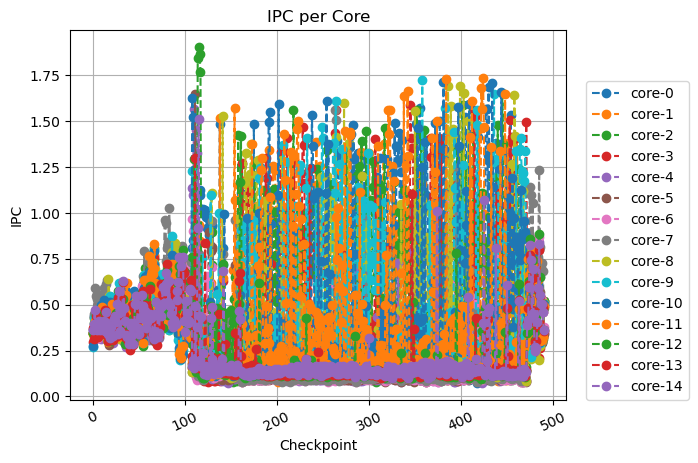 IPC per Core
IPC
1.75
1.50
1.25
1.00
0.75
0.50
0.25
0.00
0
100
200
300
400
500
Checkpoint
core-0
core-1
core-2
core-3
core-4
core-5
core-6
core-7
core-8
core-9
core-10
core-11
core-12
core-13
core-14